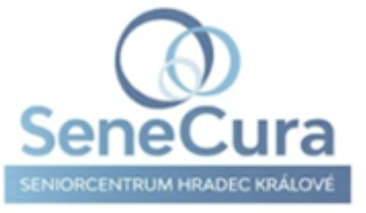 SeneCura
SENIORCENTRUM HRADEC KRÁLOVÉ